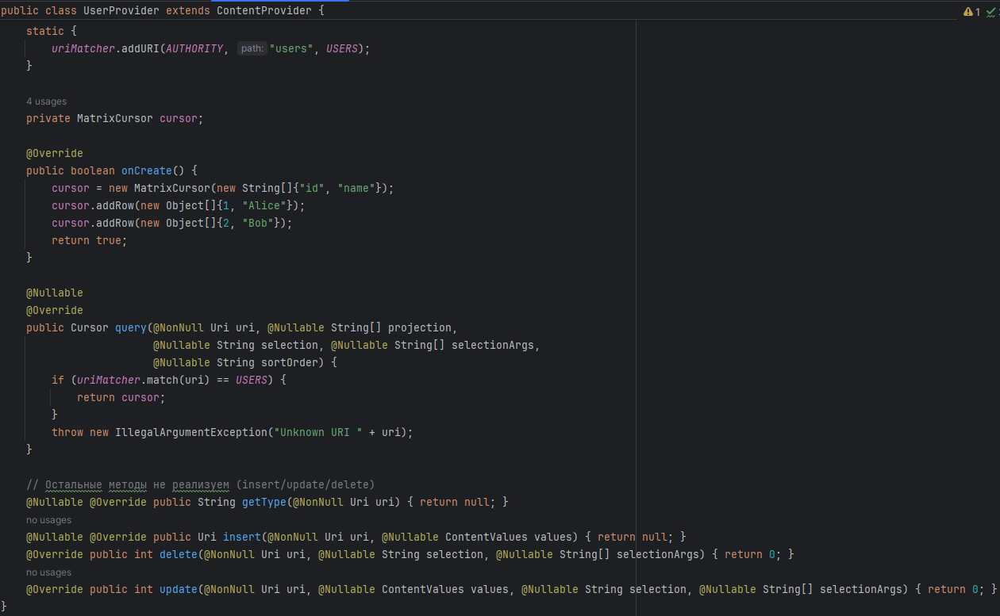 public class UserProvider extends ContentProvider {
1
    static {
        uriMatcher.addURI(AUTHORITY, path: "users", USERS);
    }
    4 usages
    private MatrixCursor cursor;
    @Override
    public boolean onCreate() {
        cursor = new MatrixCursor(new String[]{"id", "name"});
        cursor.addRow(new Object[]{1, "Alice"});
        cursor.addRow(new Object[]{2, "Bob"});
        return true;
    }
    @Nullable
    @Override
    public Cursor query(@NonNull Uri uri, @Nullable String[] projection,
                        @Nullable String selection, @Nullable String[] selectionArgs,
                        @Nullable String sortOrder) {
        if (uriMatcher.match(uri) == USERS) {
            return cursor;
        }
        throw new IllegalArgumentException("Unknown URI " + uri);
    }
    // Остальные методы не реализуем (insert/update/delete)
    @Nullable @Override public String getType(@NonNull Uri uri) { return null; }
    no usages
    @Nullable @Override public Uri insert(@NonNull Uri uri, @Nullable ContentValues values) { return null; }
    @Override public int delete(@NonNull Uri uri, @Nullable String selection, @Nullable String[] selectionArgs) { return 0; }
    no usages
    @Override public int update(@NonNull Uri uri, @Nullable ContentValues values, @Nullable String selection, @Nullable String[] selectionArgs) { return 0; }
}